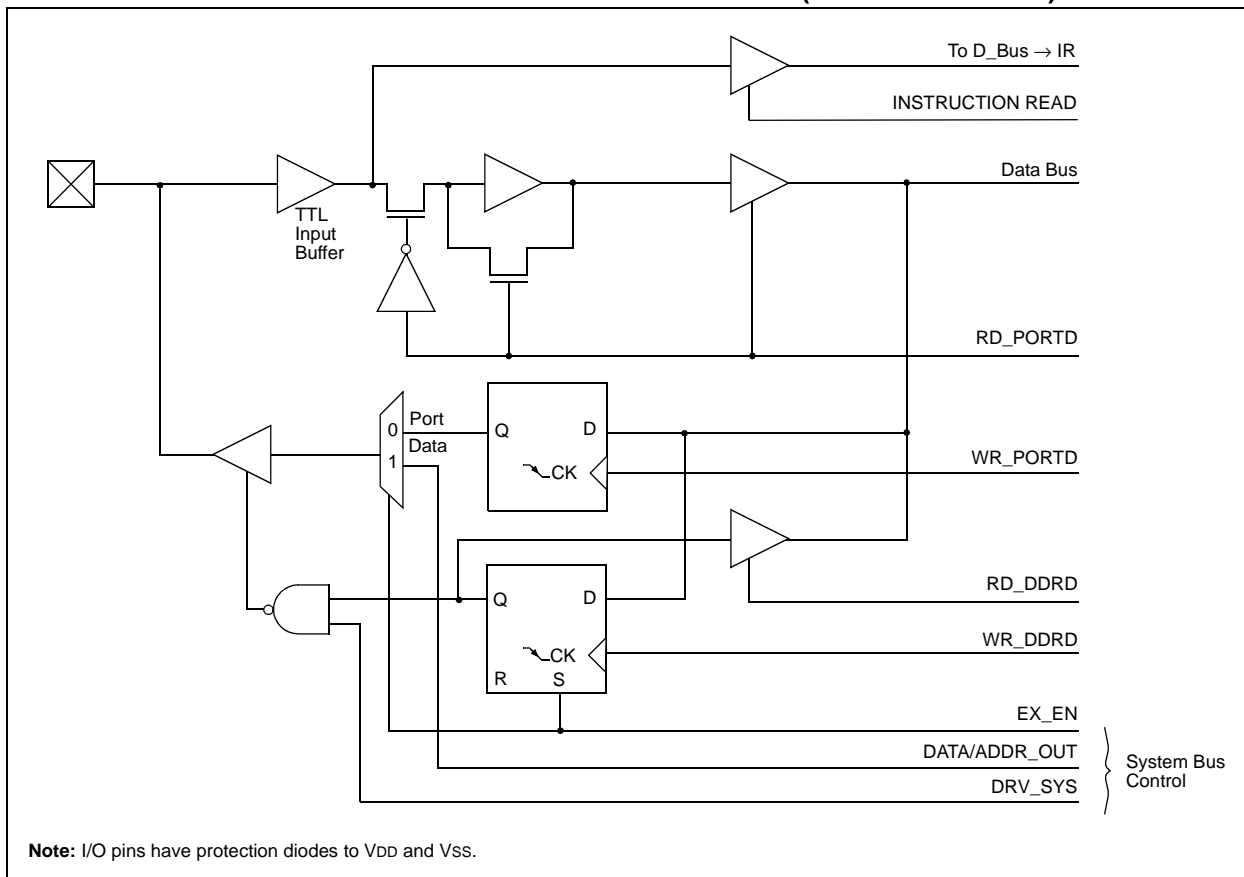 To D_Bus → IR
INSTRUCTION READ
Data Bus
TTL
Input
Buffer
RD_PORTD
Port
0
Data
1
Q
D
CK
WR_PORTD
Q
D
RD_DDRD
CK
WR_DDRD
R
S
EX_EN
DATA/ADDR_OUT
System Bus
Control
DRV_SYS
Note: I/O pins have protection diodes to VDD and VSS.